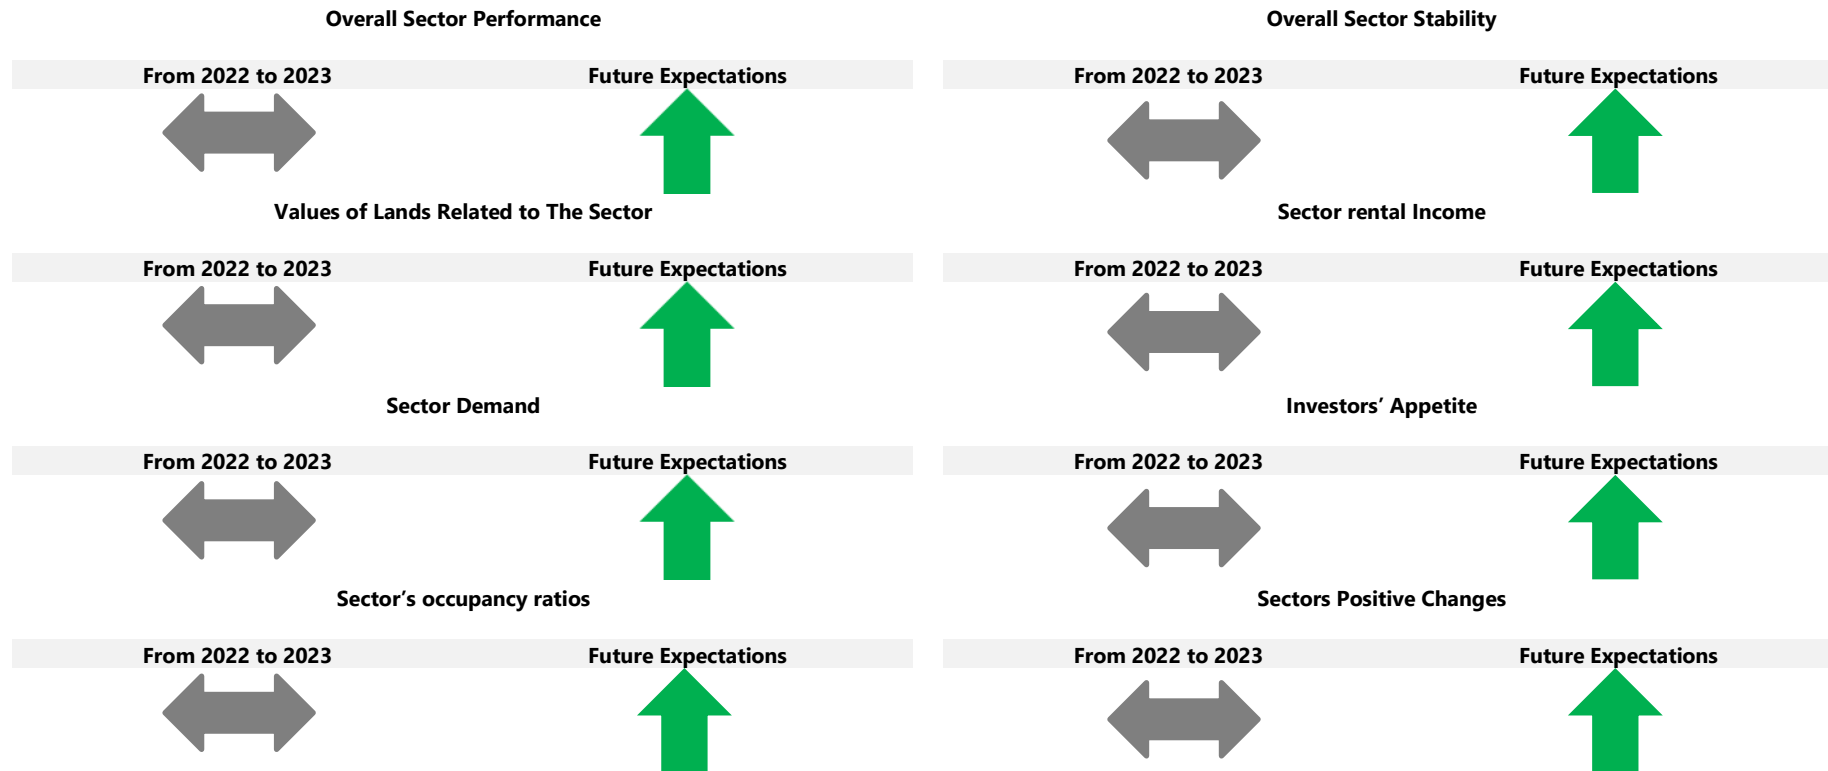 Overall Sector Performance
From 2022 to 2023 Future Expectations
Values of Lands Related to The Sector
From 2022 to 2023 Future Expectations
Sector Demand
From 2022 to 2023 Future Expectations
Sector’s occupancy ratios
From 2022 to 2023 Future Expectations
Overall Sector Stability
From 2022 to 2023 Future Expectations
Sector rental Income
From 2022 to 2023 Future Expectations
Investors’ Appetite
From 2022 to 2023 Future Expectations
Sectors Positive Changes
From 2022 to 2023 Future Expectations